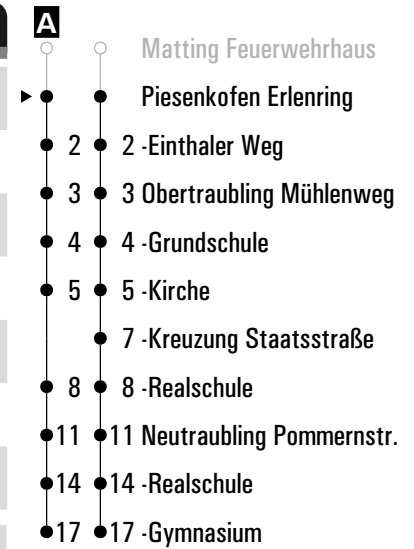 A
Matting Feuerwehrhaus
Piesenkofen Erlenring
2 2 -Einthaler Weg
3 3 Obertraubling Mühlenweg
4 4 -Grundschule
5 5 -Kirche
7 -Kreuzung Staatsstraße
8 8 -Realschule
11 11 Neutraubling Pommernstr.
14 14 -Realschule
17 17 -Gymnasium